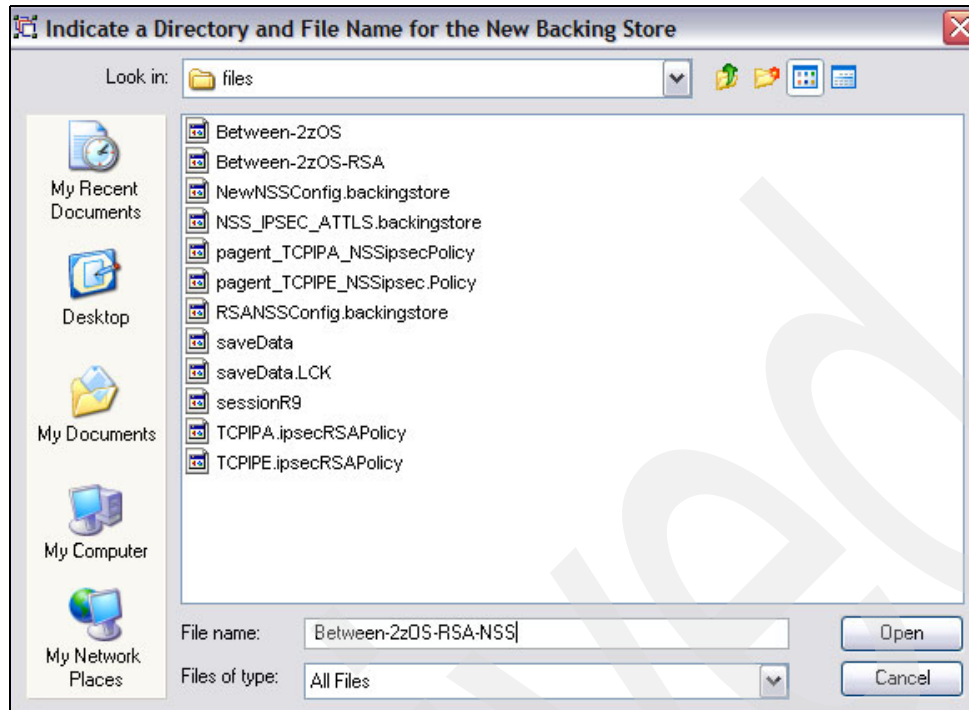 Indicate a Directory and File Name for the New Backing Store
Look in:
files
My Recent
Documents
Desktop
My Documents
My Computer
My Network
Places
Between-2zOS
Between-2zOS-RSA
NewNSSConfig.backingstore
NSS_IPSEC_ATTLS.backingstore
pagent_TCPIPA_NSSipsecPolicy
pagent_TCPIPE_NSSipsec.Policy
RSANSSConfig.backingstore
saveData
saveData.LCK
sessionR9
TCPIPA.ipsecRSAPolicy
TCPIPE.ipsecRSAPolicy
File name:
Between-2zOS-RSA-NSS
Open
Files of type:
All Files
Cancel